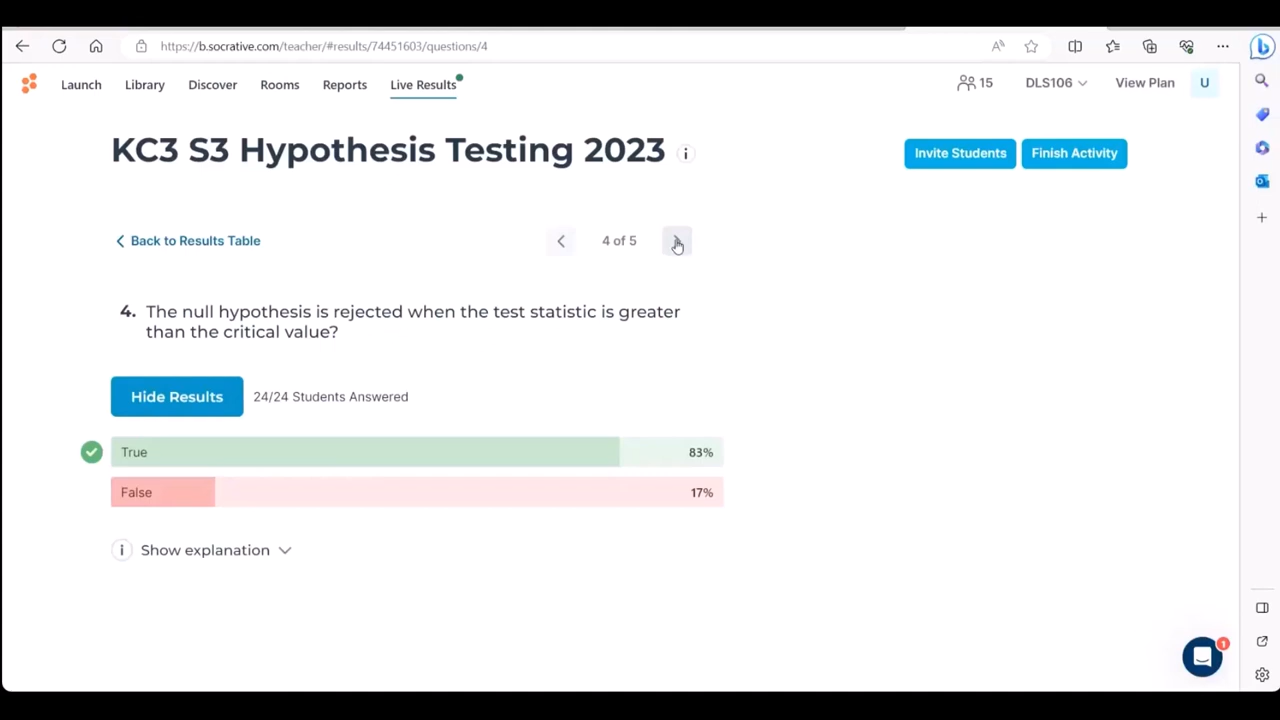 https://b.socrative.com/teacher/#results/74451603/questions/4
Launch Library Discover Rooms Reports Live Results 15 DLS106 View Plan U
KC3 S3 Hypothesis Testing 2023 i
Invite Students Finish Activity
Back to Results Table 4 of 5
4. The null hypothesis is rejected when the test statistic is greater
than the critical value?
Hide Results 24/24 Students Answered
True 83%
False 17%
i Show explanation
1